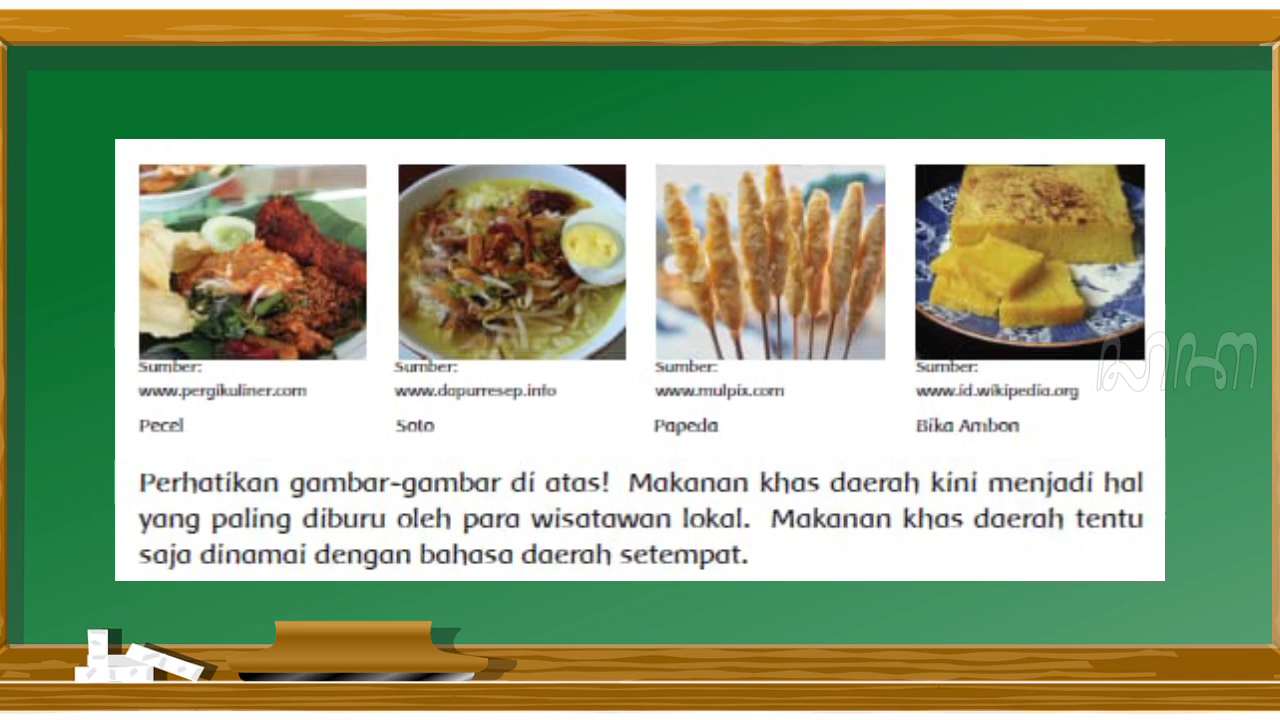 Sumber:
www.pergikuliner.com
Pecel
Sumber:
www.dapurresep.info
Soto
Sumber:
www.mulpix.com
Papeda
Sumber:
www.id.wikipedia.org
Bika Ambon
Perhatikan gambar-gambar di atas! Makanan khas daerah kini menjadi hal
yang paling diburu oleh para wisatawan lokal. Makanan khas daerah tentu
saja dinamai dengan bahasa daerah setempat.